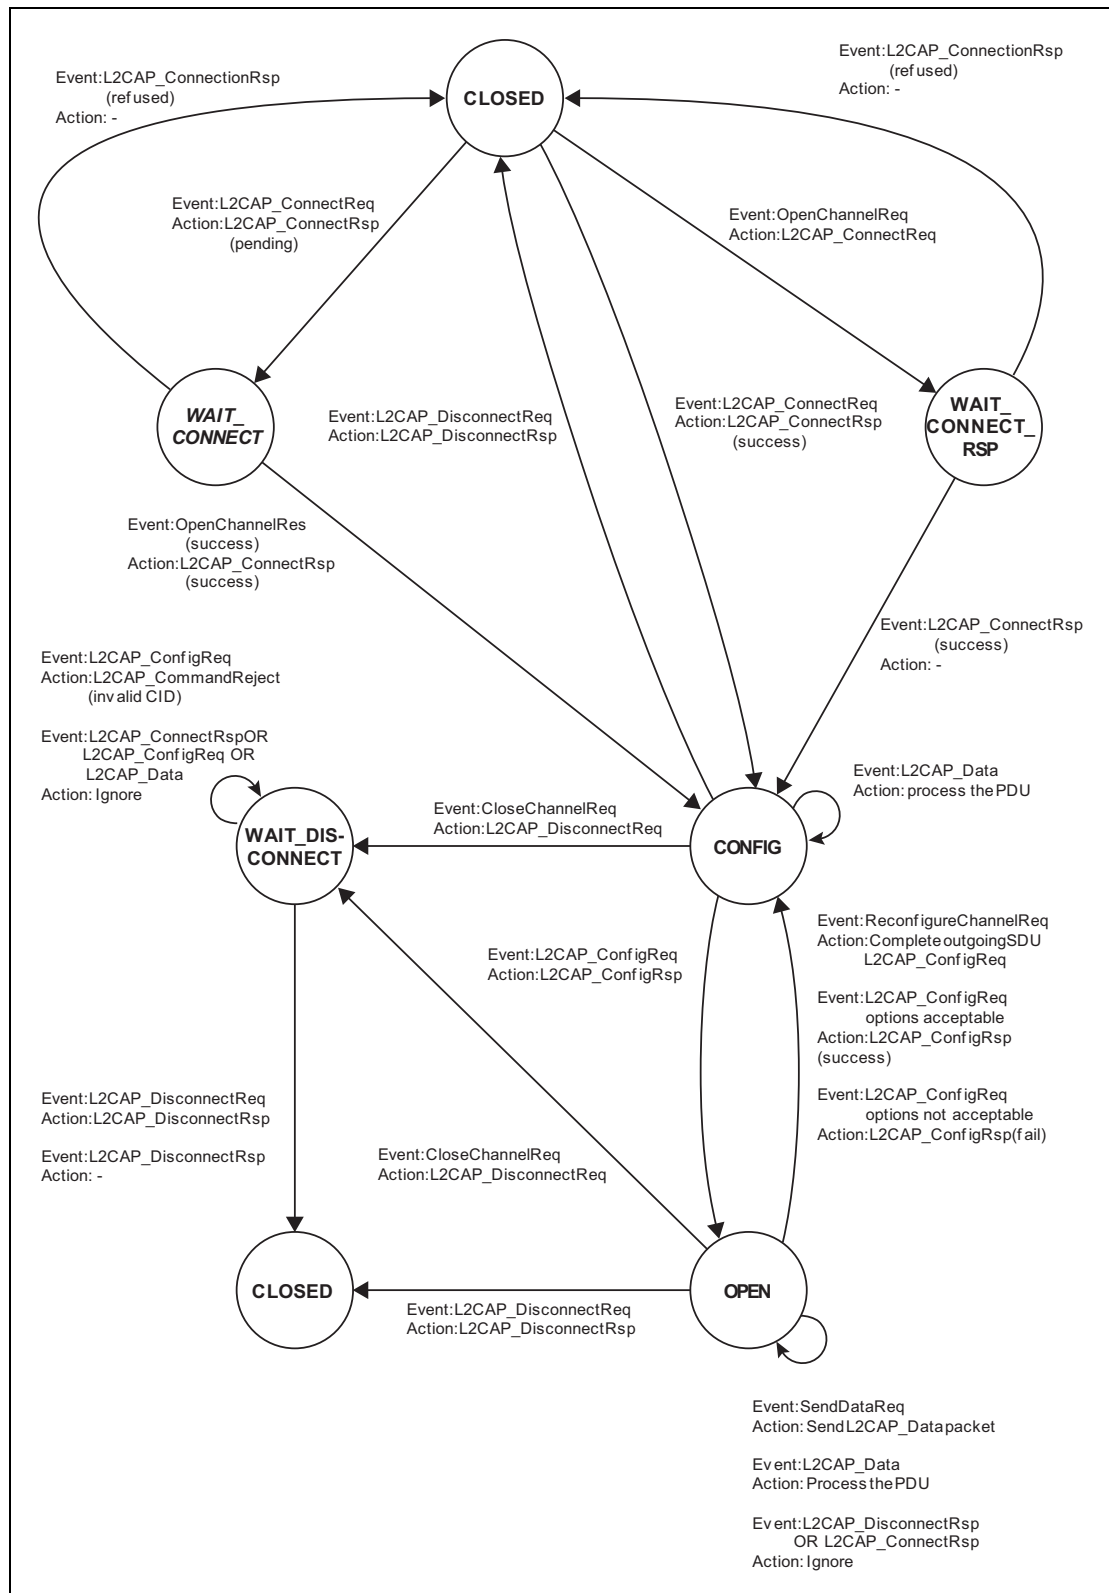 Event:L2CAP_ConnectionRsp
(refused)
Action: -
CLOSED
Event:L2CAP_ConnectionRsp
(refused)
Action: -
Event:L2CAP_ConnectReq
Action:L2CAP_ConnectRsp
(pending)
Event:OpenChannelReq
Action:L2CAP_ConnectReq
WAIT_
CONNECT
Event:L2CAP_DisconnectReq
Action:L2CAP_DisconnectRsp
Event:L2CAP_ConnectReq
Action:L2CAP_ConnectRsp
(success)
WAIT_
CONNECT_
RSP
Event:OpenChannelRes
(success)
Action:L2CAP_ConnectRsp
(success)
Event:L2CAP_ConnectRsp
(success)
Action: -
Event:L2CAP_ConfigReq
Action:L2CAP_CommandReject
(invalid CID)
Event:L2CAP_ConnectRspOR
L2CAP_ConfigReq OR
L2CAP_Data
Action: Ignore
Event:L2CAP_Data
Action: process the PDU
WAIT_DIS-
CONNECT
Event:CloseChannelReq
Action:L2CAP_DisconnectReq
CONFIG
Event:L2CAP_ConfigReq
Action:L2CAP_ConfigRsp
Event:ReconfigureChannelReq
Action:Complete outgoing SDU
L2CAP_ConfigReq
Event:L2CAP_ConfigReq
options acceptable
Action:L2CAP_ConfigRsp
(success)
Event:L2CAP_ConfigReq
options not acceptable
Action:L2CAP_ConfigRsp(fail)
Event:L2CAP_DisconnectReq
Action:L2CAP_DisconnectRsp
Event:L2CAP_DisconnectRsp
Action: -
Event:CloseChannelReq
Action:L2CAP_DisconnectReq
CLOSED
Event:L2CAP_DisconnectReq
Action:L2CAP_DisconnectRsp
OPEN
Event:SendDataReq
Action: Send L2CAP_Data packet
Event:L2CAP_Data
Action: Process the PDU
Event:L2CAP_DisconnectRsp
OR L2CAP_ConnectRsp
Action: Ignore